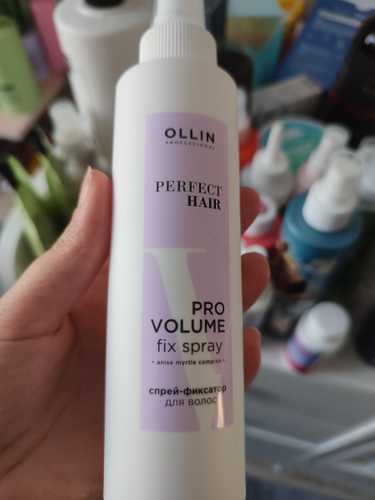 OLLIN
PROFESSIONAL
PERFECT
HAIR
PRO
VOLUME
fix spray
• anise myrtle complex •
спрей-фиксатор
для волос